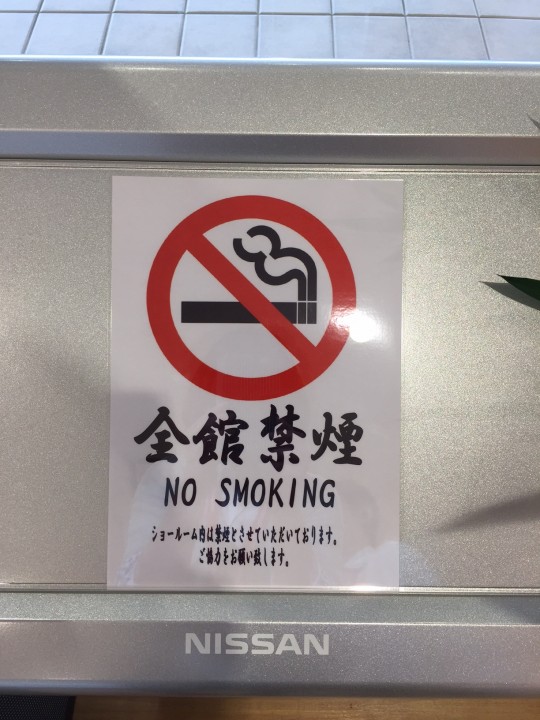 全館禁煙
NO SMOKING
ショールーム内は禁煙とさせていただいております。
ご協力をお願い致します。
NISSAN